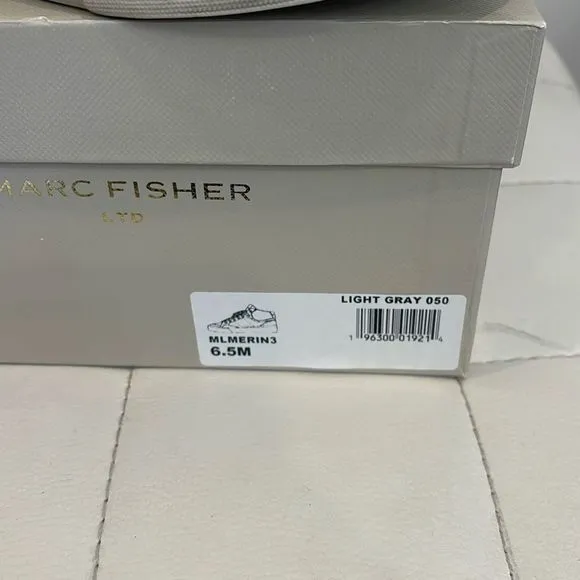 MARC FISHER
LTD
LIGHT GRAY 050
MLMERIN3
6.5M
1 96300 01921 4